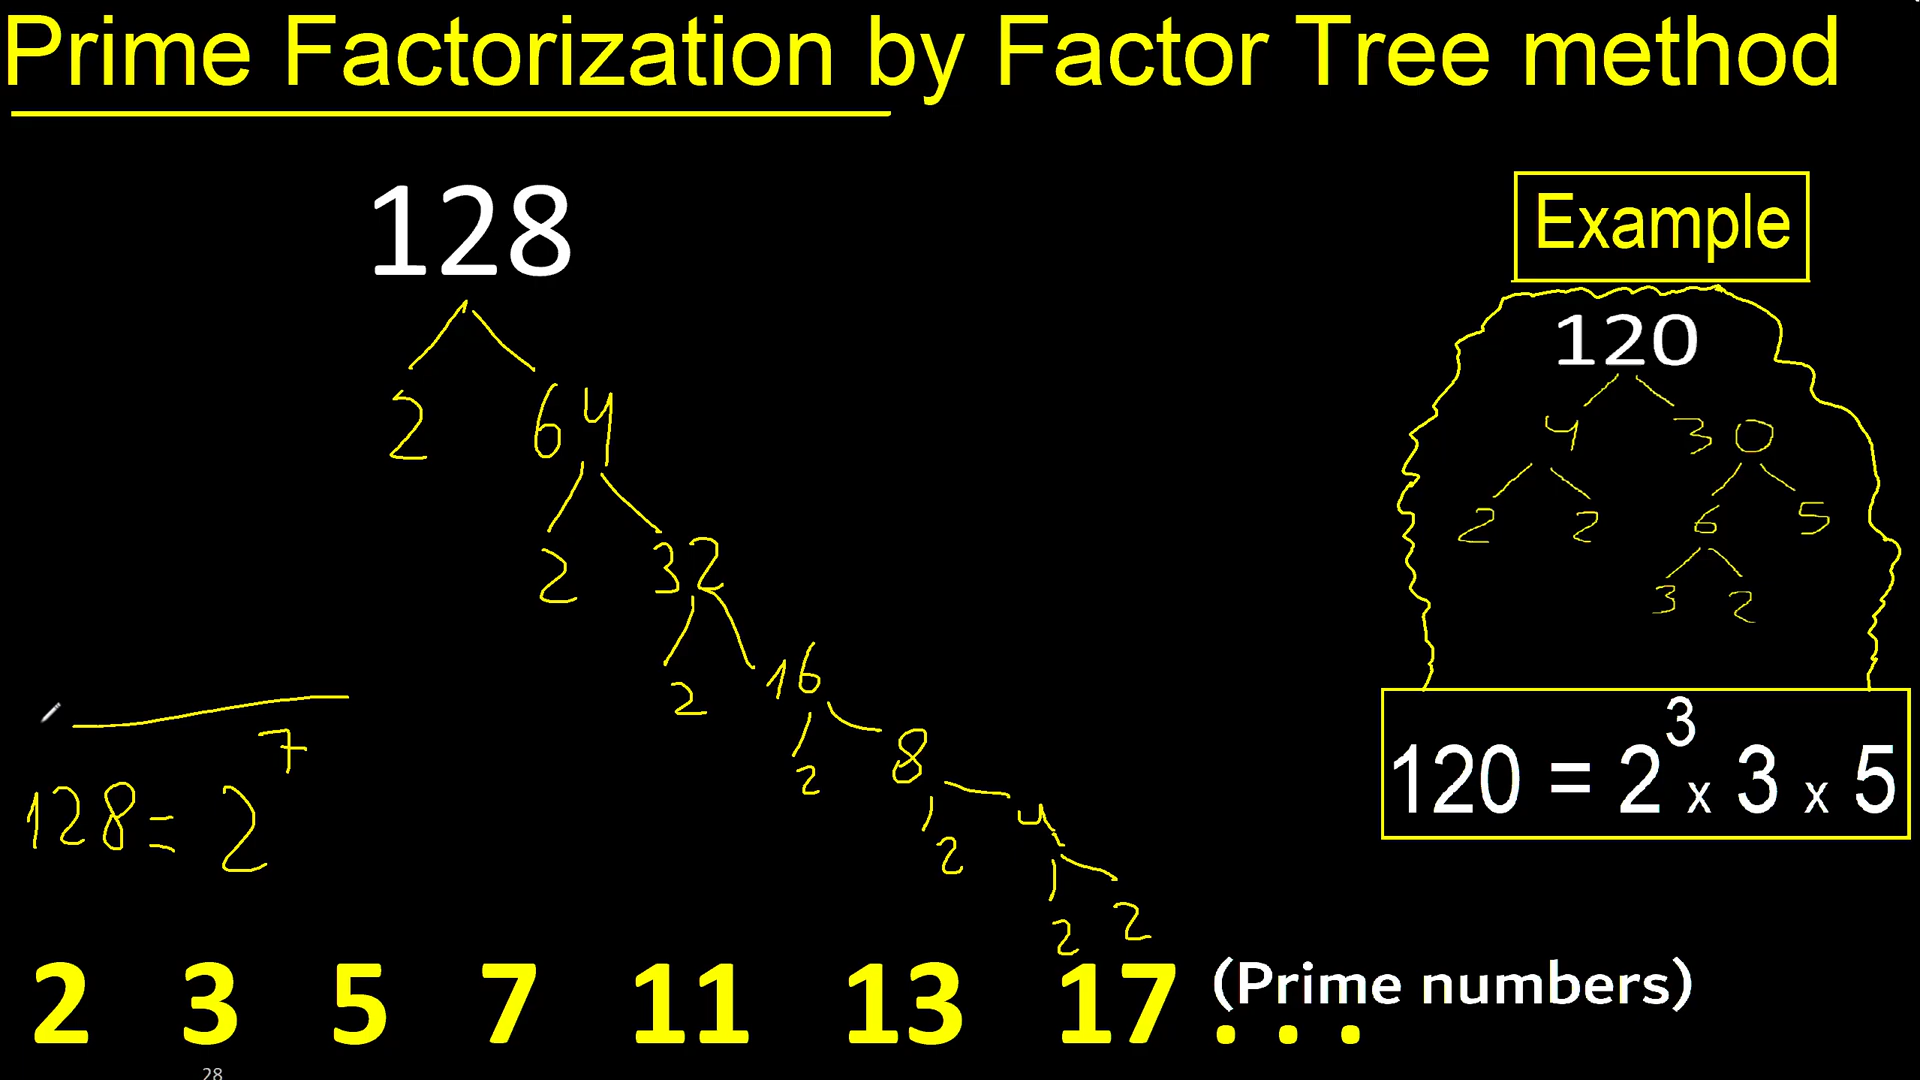 Prime Factorization by Factor Tree method
128
2 64
2 32
2 16
2 8
2 4
2 2
128 = 2^7
Example
120
4 30
2 2 6 5
3 2
120 = 2^3 x 3 x 5
2 3 5 7 11 13 17 . . . (Prime numbers)
28